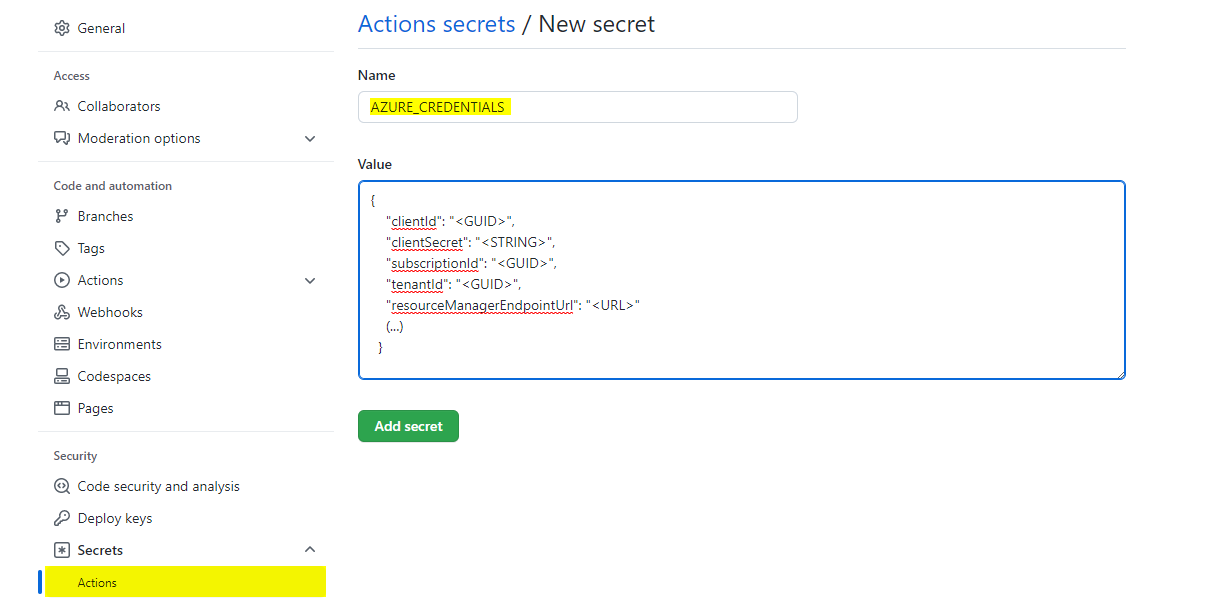 General
Access
Collaborators
Moderation options
Code and automation
Branches
Tags
Actions
Webhooks
Environments
Codespaces
Pages
Security
Code security and analysis
Deploy keys
Secrets
Actions
Actions secrets / New secret
Name
AZURE_CREDENTIALS
Value
{
"clientId": "<GUID>",
"clientSecret": "<STRING>",
"subscriptionId": "<GUID>",
"tenantId": "<GUID>",
"resourceManagerEndpointUrl": "<URL>"
(...)
}
Add secret